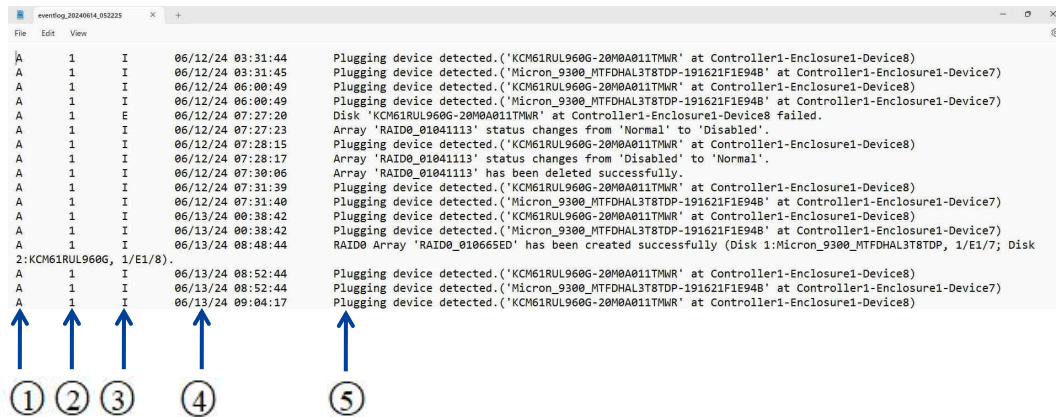 eventlog_20240614_052225 × +
File Edit View
A 1 I 06/12/24 03:31:44 Plugging device detected.('KCM61RUL960G-20M0A011TMWR' at Controller1-Enclosure1-Device8)
A 1 I 06/12/24 03:31:45 Plugging device detected.('Micron_9300_MTFDHAL3T8TDP-191621F1E94B' at Controller1-Enclosure1-Device7)
A 1 I 06/12/24 06:00:49 Plugging device detected.('KCM61RUL960G-20M0A011TMWR' at Controller1-Enclosure1-Device8)
A 1 I 06/12/24 06:00:49 Plugging device detected.('Micron_9300_MTFDHAL3T8TDP-191621F1E94B' at Controller1-Enclosure1-Device7)
A 1 E 06/12/24 07:27:20 Disk 'KCM61RUL960G-20M0A011TMWR' at Controller1-Enclosure1-Device8 failed.
A 1 I 06/12/24 07:27:23 Array 'RAID0_01041113' status changes from 'Normal' to 'Disabled'.
A 1 I 06/12/24 07:28:15 Plugging device detected.('KCM61RUL960G-20M0A011TMWR' at Controller1-Enclosure1-Device8)
A 1 I 06/12/24 07:28:17 Array 'RAID0_01041113' status changes from 'Disabled' to 'Normal'.
A 1 I 06/12/24 07:30:06 Array 'RAID0_01041113' has been deleted successfully.
A 1 I 06/12/24 07:31:39 Plugging device detected.('KCM61RUL960G-20M0A011TMWR' at Controller1-Enclosure1-Device8)
A 1 I 06/12/24 07:31:40 Plugging device detected.('Micron_9300_MTFDHAL3T8TDP-191621F1E94B' at Controller1-Enclosure1-Device7)
A 1 I 06/13/24 00:38:42 Plugging device detected.('KCM61RUL960G-20M0A011TMWR' at Controller1-Enclosure1-Device8)
A 1 I 06/13/24 00:38:42 Plugging device detected.('Micron_9300_MTFDHAL3T8TDP-191621F1E94B' at Controller1-Enclosure1-Device7)
A 1 I 06/13/24 08:48:44 RAID0 Array 'RAID0_010665ED' has been created successfully (Disk 1:Micron_9300_MTFDHAL3T8TDP, 1/E1/7; Disk
2:KCM61RUL960G, 1/E1/8).
A 1 I 06/13/24 08:52:44 Plugging device detected.('KCM61RUL960G-20M0A011TMWR' at Controller1-Enclosure1-Device8)
A 1 I 06/13/24 08:52:44 Plugging device detected.('Micron_9300_MTFDHAL3T8TDP-191621F1E94B' at Controller1-Enclosure1-Device7)
A 1 I 06/13/24 09:04:17 Plugging device detected.('KCM61RUL960G-20M0A011TMWR' at Controller1-Enclosure1-Device8)
① ② ③ ④ ⑤